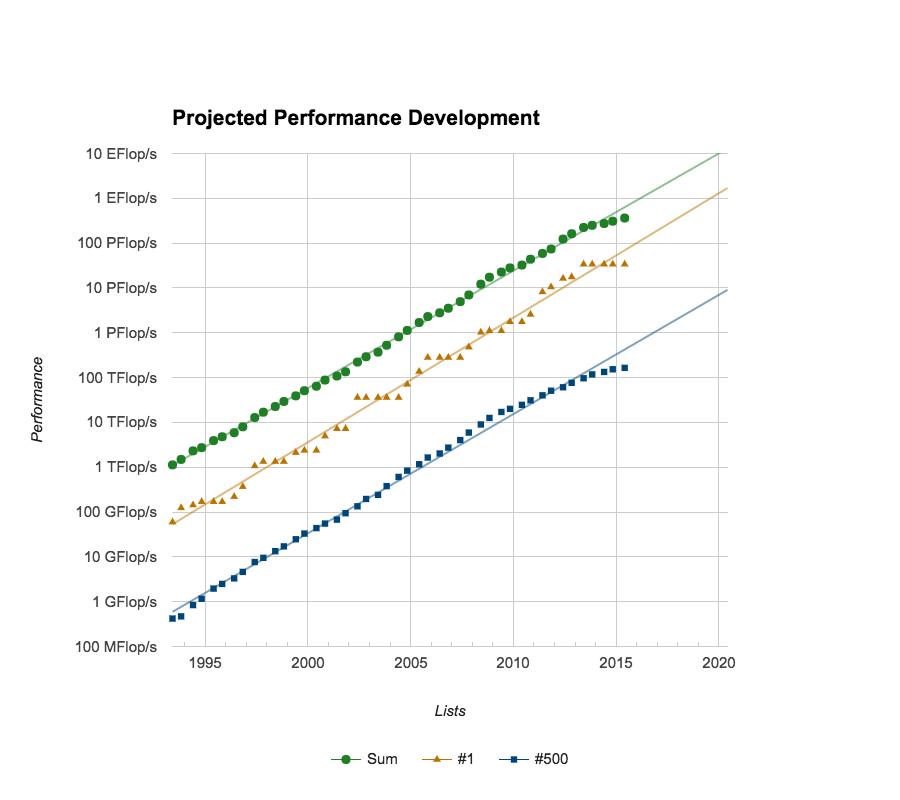 Projected Performance Development
10 EFlop/s
1 EFlop/s
100 PFlop/s
10 PFlop/s
1 PFlop/s
100 TFlop/s
10 TFlop/s
1 TFlop/s
100 GFlop/s
10 GFlop/s
1 GFlop/s
100 MFlop/s
Performance
1995 2000 2005 2010 2015 2020
Lists
Sum #1 #500